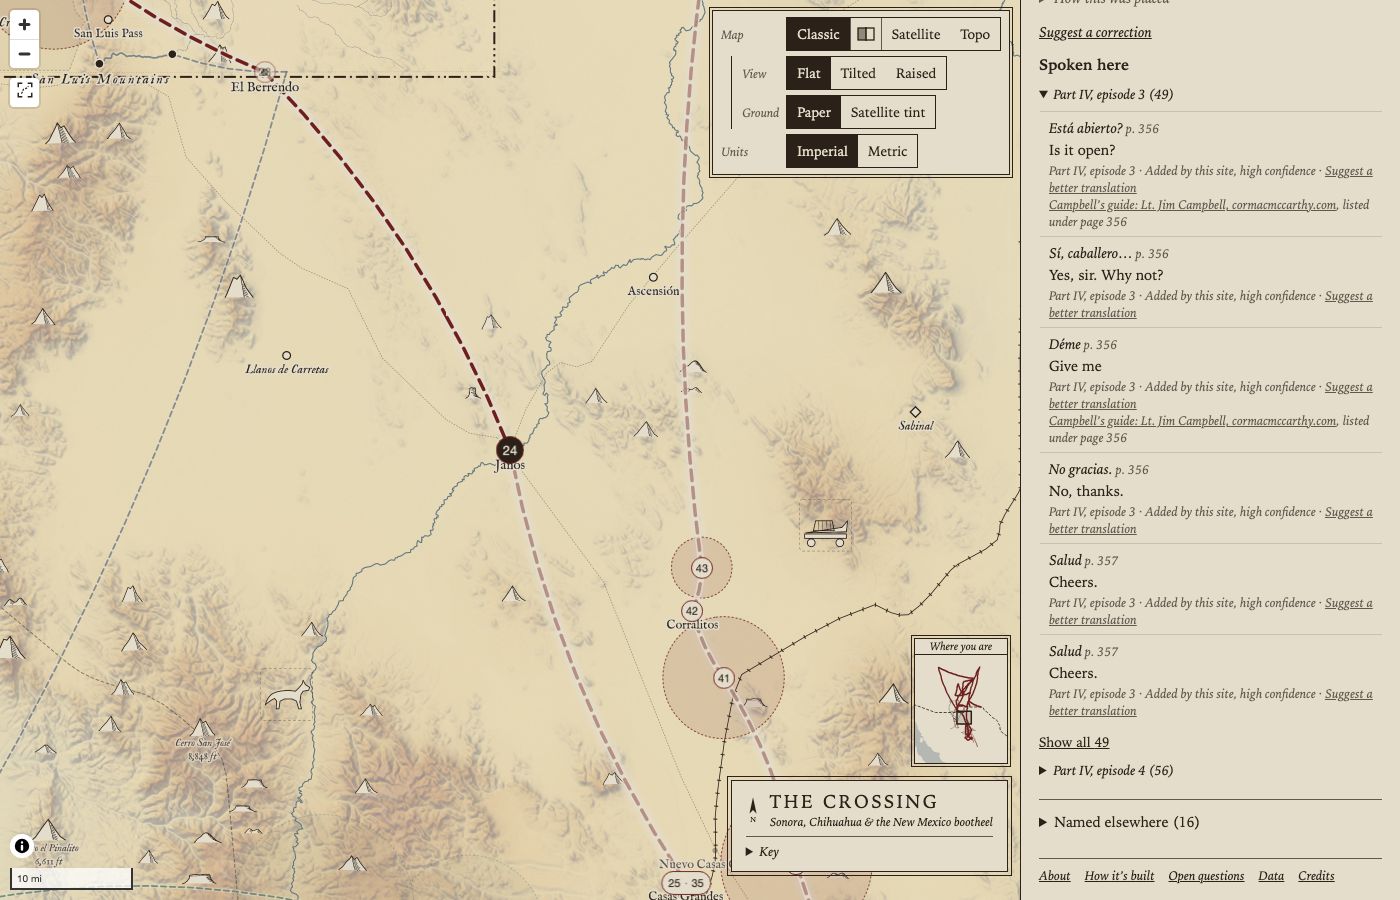 San Luis Pass
San Luis Mountains
El Berrendo
Map
Classic
Satellite
Topo
View
Flat
Tilted
Raised
Ground
Paper
Satellite tint
Units
Imperial
Metric
Ascensión
Llanos de Carretas
Sabinal
24
Janos
43
42
Corralitos
41
Cerro San José
8,848 ft
6,611 ft
10 mi
Nuevo Casas
25 · 35
Casas Grandes
Where you are
N
THE CROSSING
Sonora, Chihuahua & the New Mexico bootheel
▶ Key
▶ How this was placed
Suggest a correction
Spoken here
▼ Part IV, episode 3 (49)
Está abierto? p. 356
Is it open?
Part IV, episode 3 · Added by this site, high confidence · Suggest a
better translation
Campbell's guide: Lt. Jim Campbell, cormacmccarthy.com, listed
under page 356
Sí, caballero… p. 356
Yes, sir. Why not?
Part IV, episode 3 · Added by this site, high confidence · Suggest a
better translation
Déme p. 356
Give me
Part IV, episode 3 · Added by this site, high confidence · Suggest a
better translation
Campbell's guide: Lt. Jim Campbell, cormacmccarthy.com, listed
under page 356
No gracias. p. 356
No, thanks.
Part IV, episode 3 · Added by this site, high confidence · Suggest a
better translation
Salud p. 357
Cheers.
Part IV, episode 3 · Added by this site, high confidence · Suggest a
better translation
Salud p. 357
Cheers.
Part IV, episode 3 · Added by this site, high confidence · Suggest a
better translation
Show all 49
▶ Part IV, episode 4 (56)
▶ Named elsewhere (16)
About How it's built Open questions Data Credits